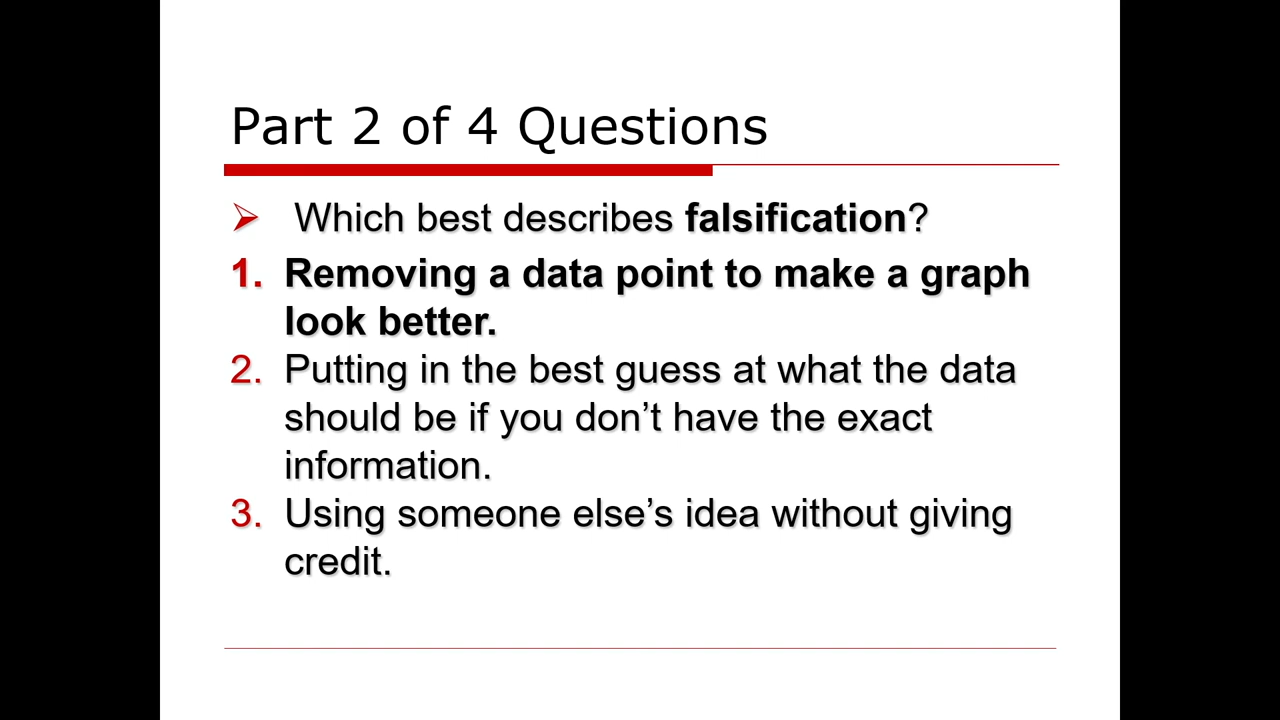 Part 2 of 4 Questions
➢ Which best describes falsification?
1. Removing a data point to make a graph
look better.
2. Putting in the best guess at what the data
should be if you don’t have the exact
information.
3. Using someone else’s idea without giving
credit.